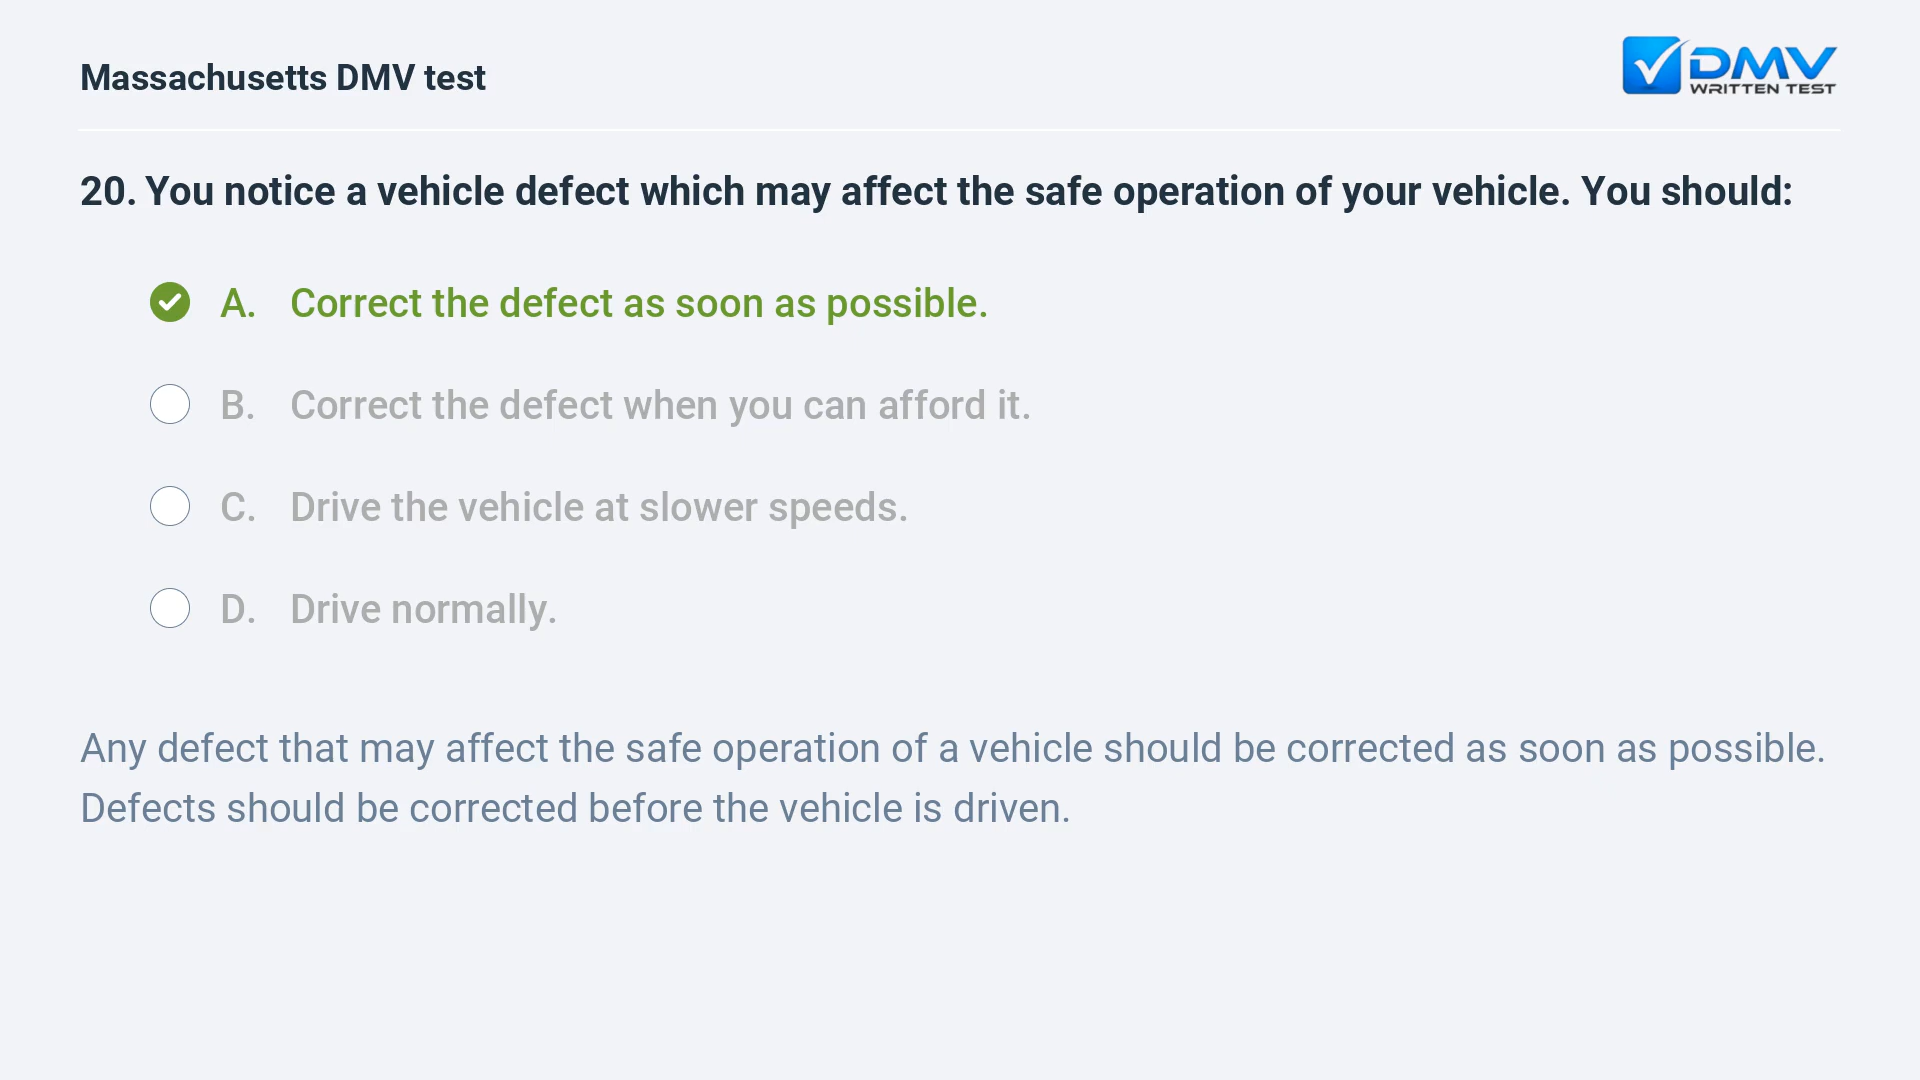 Massachusetts DMV test
DMV
WRITTEN TEST
20. You notice a vehicle defect which may affect the safe operation of your vehicle. You should:
A. Correct the defect as soon as possible.
B. Correct the defect when you can afford it.
C. Drive the vehicle at slower speeds.
D. Drive normally.
Any defect that may affect the safe operation of a vehicle should be corrected as soon as possible.
Defects should be corrected before the vehicle is driven.